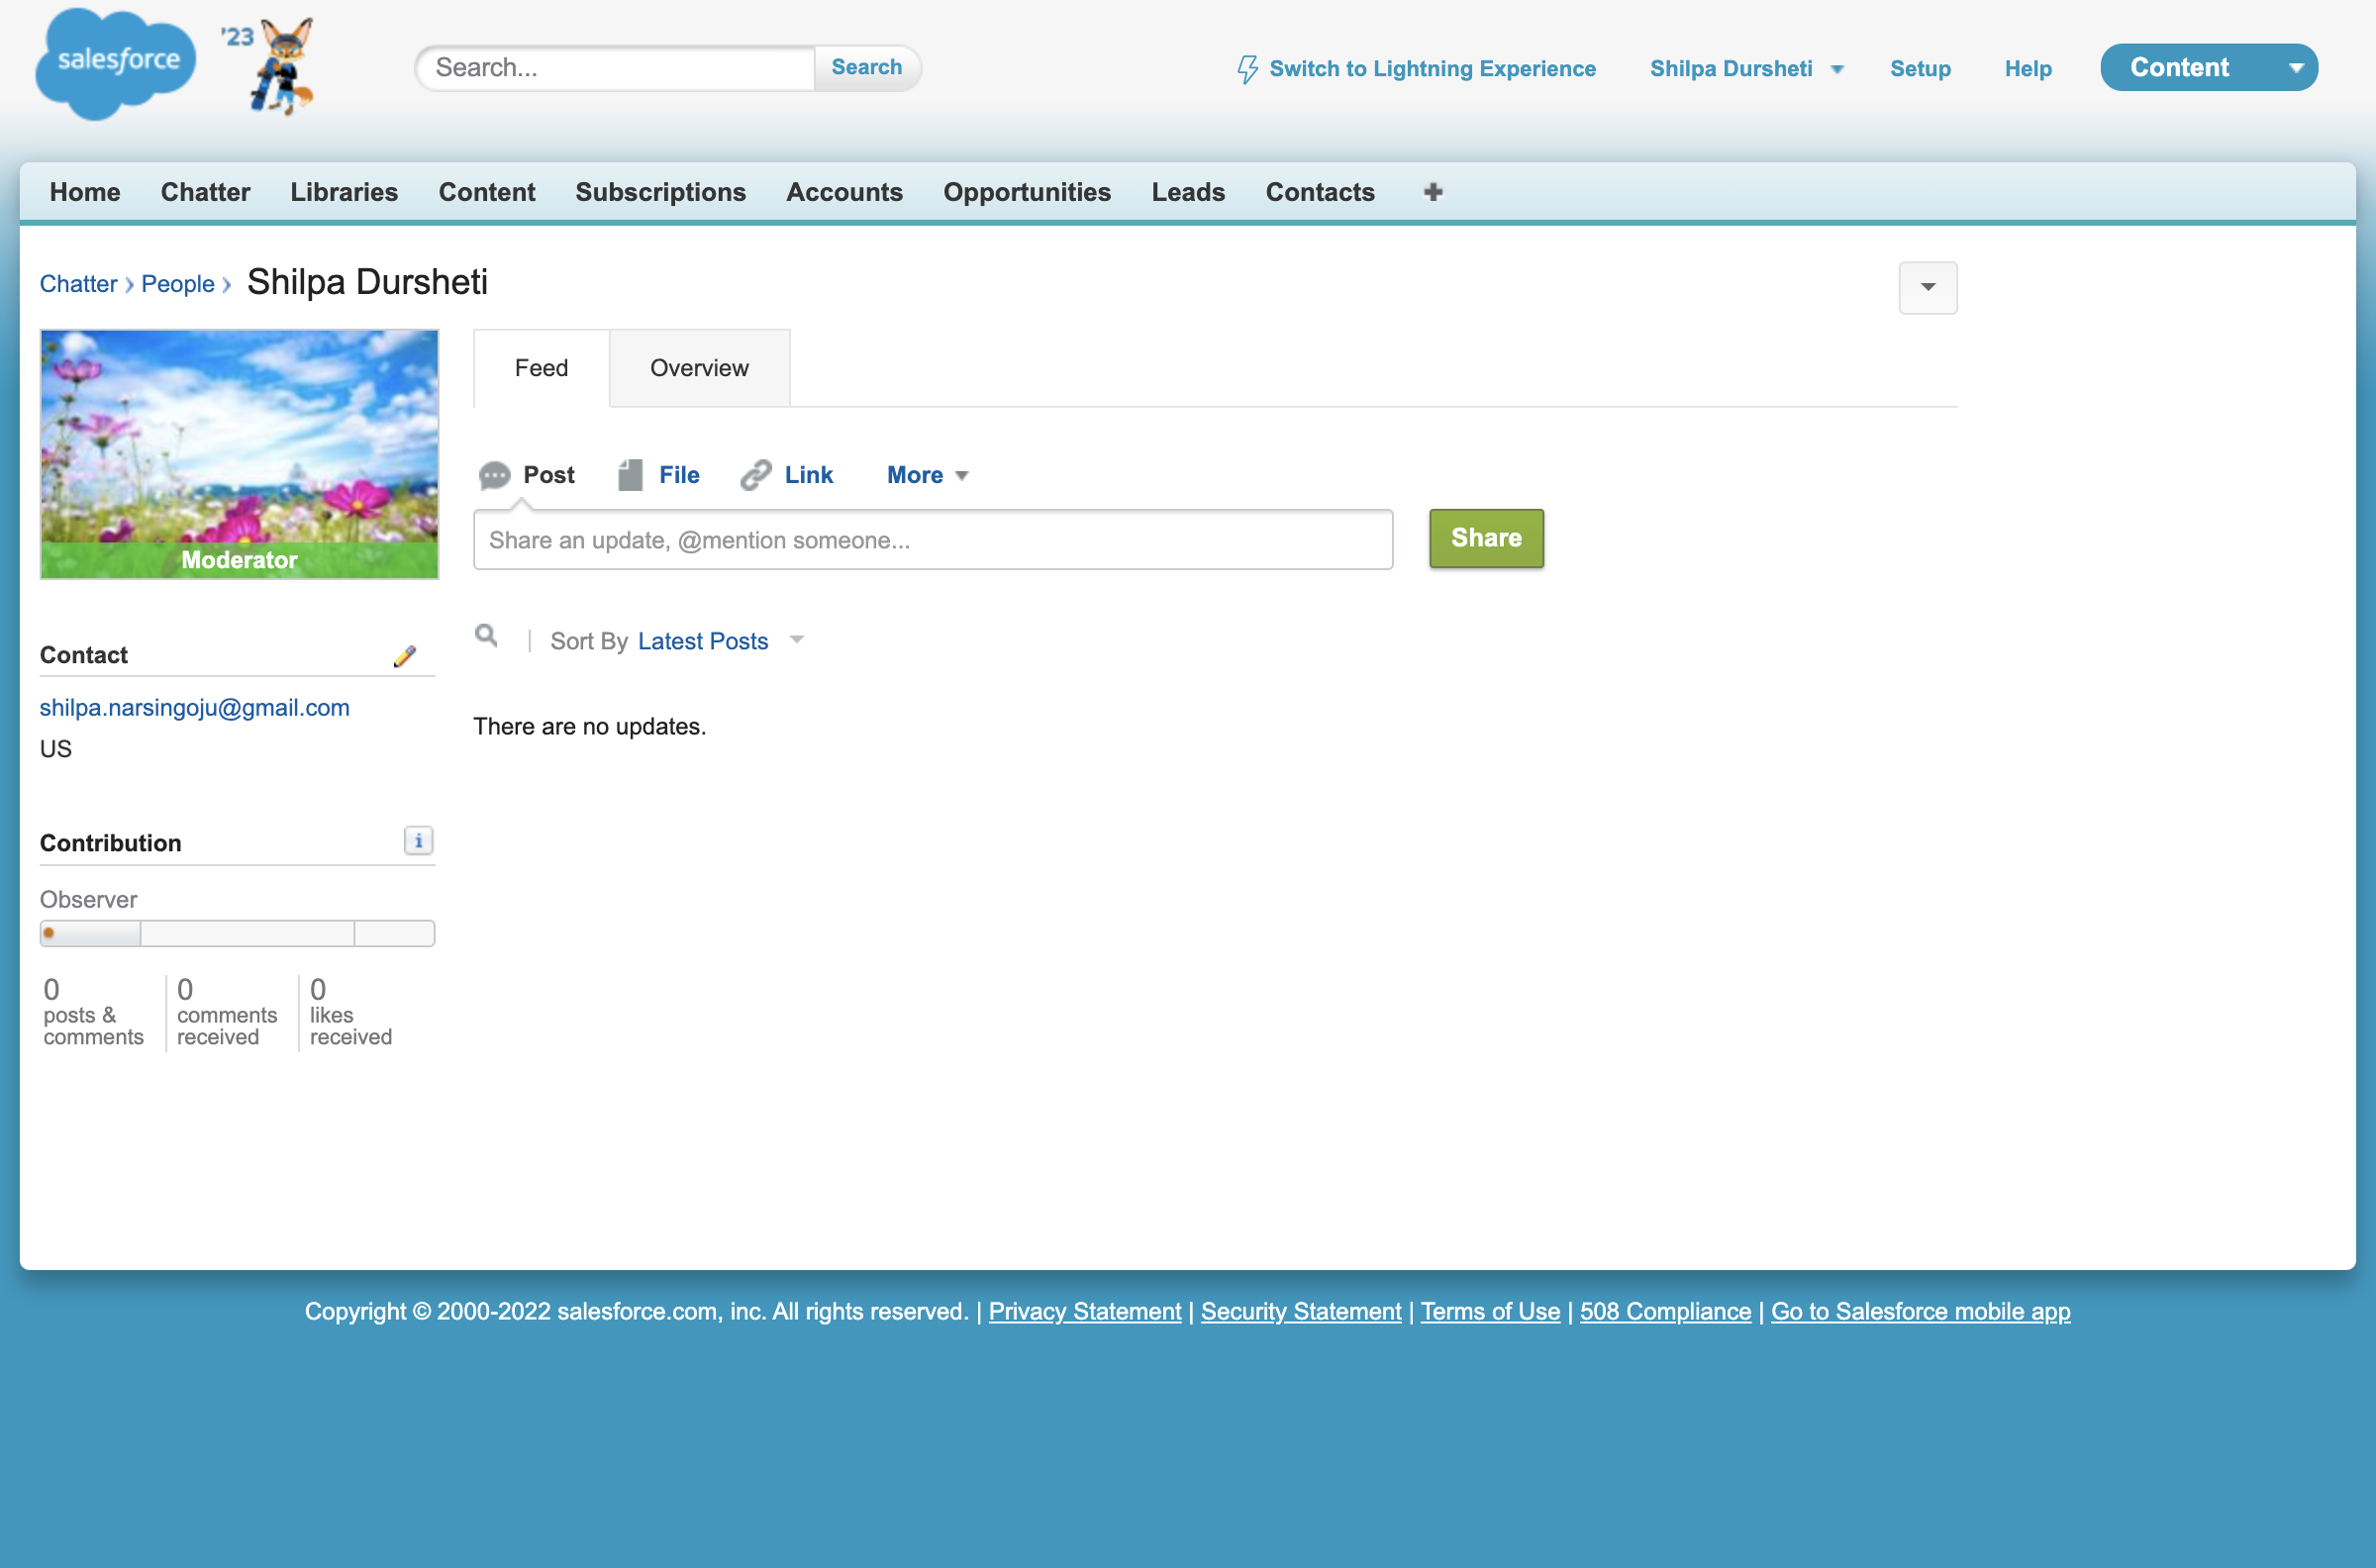 salesforce
'23
Search...
Search
Switch to Lightning Experience
Shilpa Dursheti
Setup
Help
Content
Home
Chatter
Libraries
Content
Subscriptions
Accounts
Opportunities
Leads
Contacts
Chatter
People
Shilpa Dursheti
Moderator
Feed
Overview
Post
File
Link
More
Share an update, @mention someone...
Share
Sort By Latest Posts
There are no updates.
Contact
shilpa.narsingoju@gmail.com
US
Contribution
i
Observer
0
posts &
comments
0
comments
received
0
likes
received
Copyright © 2000-2022 salesforce.com, inc. All rights reserved. | Privacy Statement | Security Statement | Terms of Use | 508 Compliance | Go to Salesforce mobile app